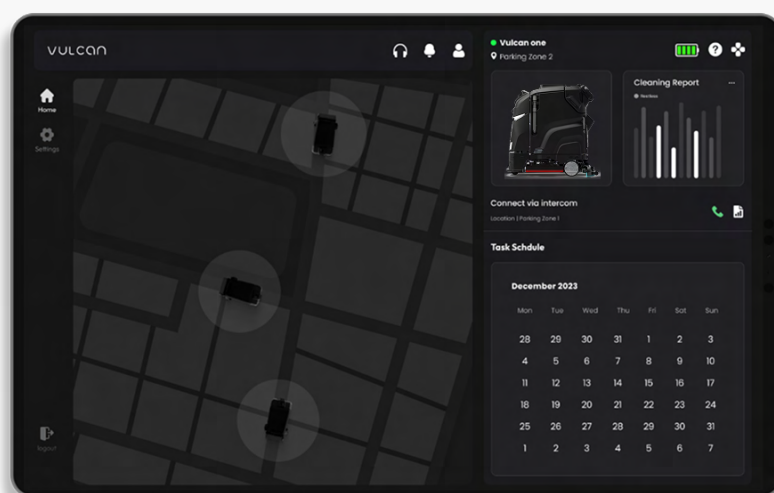 VULCAN
Home
Settings
logout
Vulcan one
Parking Zone 2
Cleaning Report
Connect via intercom
Location | Parking Zone 1
Task Schdule
December 2023
Mon Tue Wed Thu Fri Sat Sun
28 29 30 31 1 2 3
4 5 6 7 8 9 10
11 12 13 14 15 16 17
18 19 20 21 22 23 24
25 26 27 28 29 30 31
1 2 3 4 5 6 7